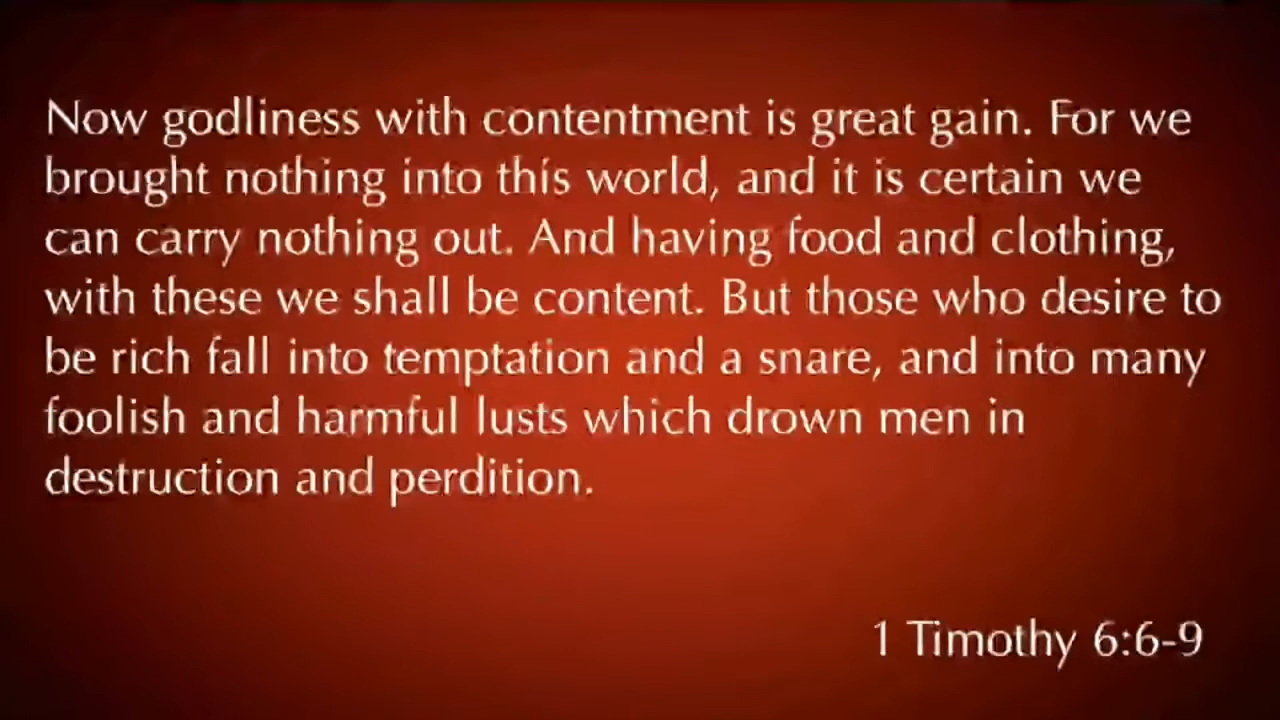 Now godliness with contentment is great gain. For we
brought nothing into this world, and it is certain we
can carry nothing out. And having food and clothing,
with these we shall be content. But those who desire to
be rich fall into temptation and a snare, and into many
foolish and harmful lusts which drown men in
destruction and perdition.
1 Timothy 6:6-9